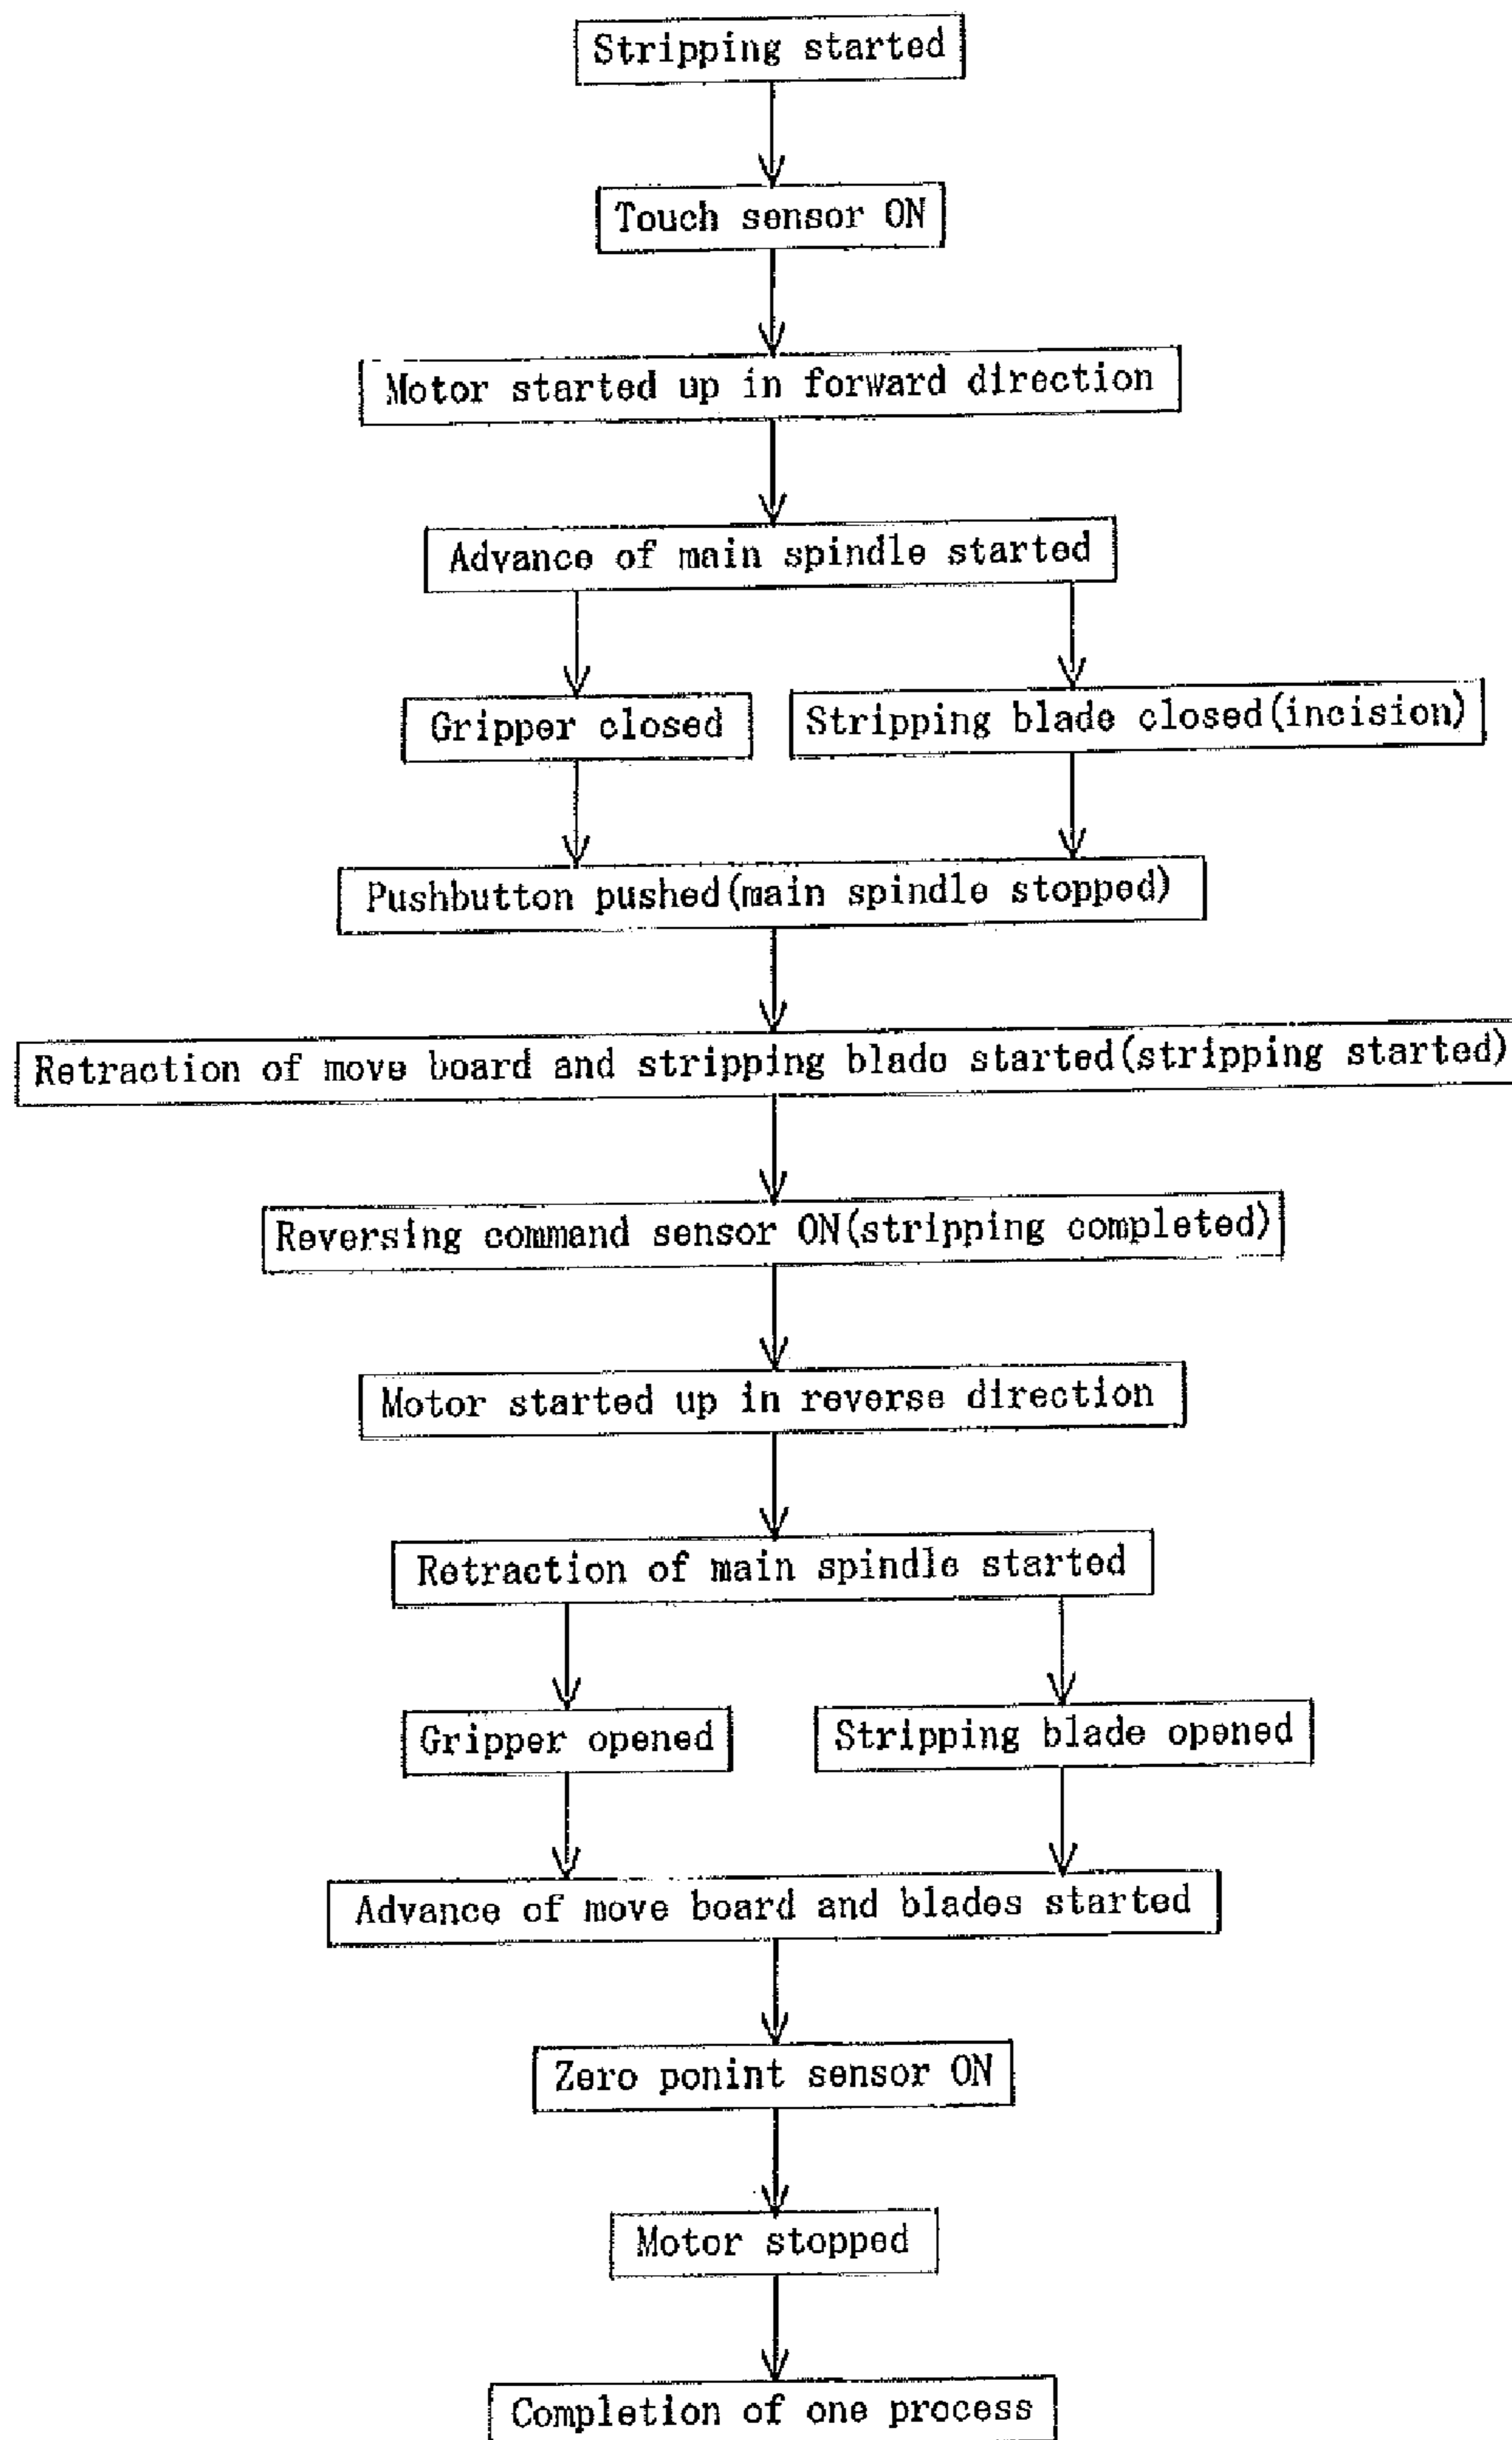 Stripping started
Touch sensor ON
Motor started up in forward direction
Advance of main spindle started
Gripper closed
Stripping blade closed(incision)
Pushbutton pushed(main spindle stopped)
Retraction of move board and stripping blade started(stripping started)
Reversing command sensor ON(stripping completed)
Motor started up in reverse direction
Retraction of main spindle started
Gripper opened
Stripping blade opened
Advance of move board and blades started
Zero ponint sensor ON
Motor stopped
Completion of one process